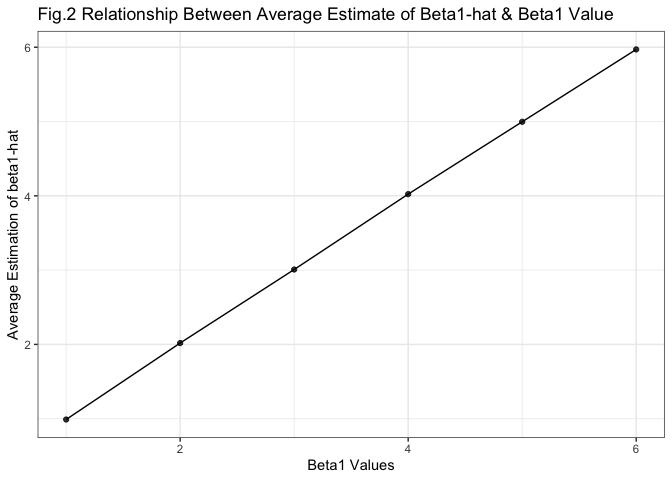 Fig.2 Relationship Between Average Estimate of Beta1-hat & Beta1 Value
Average Estimation of beta1-hat
6
4
2
2
4
6
Beta1 Values